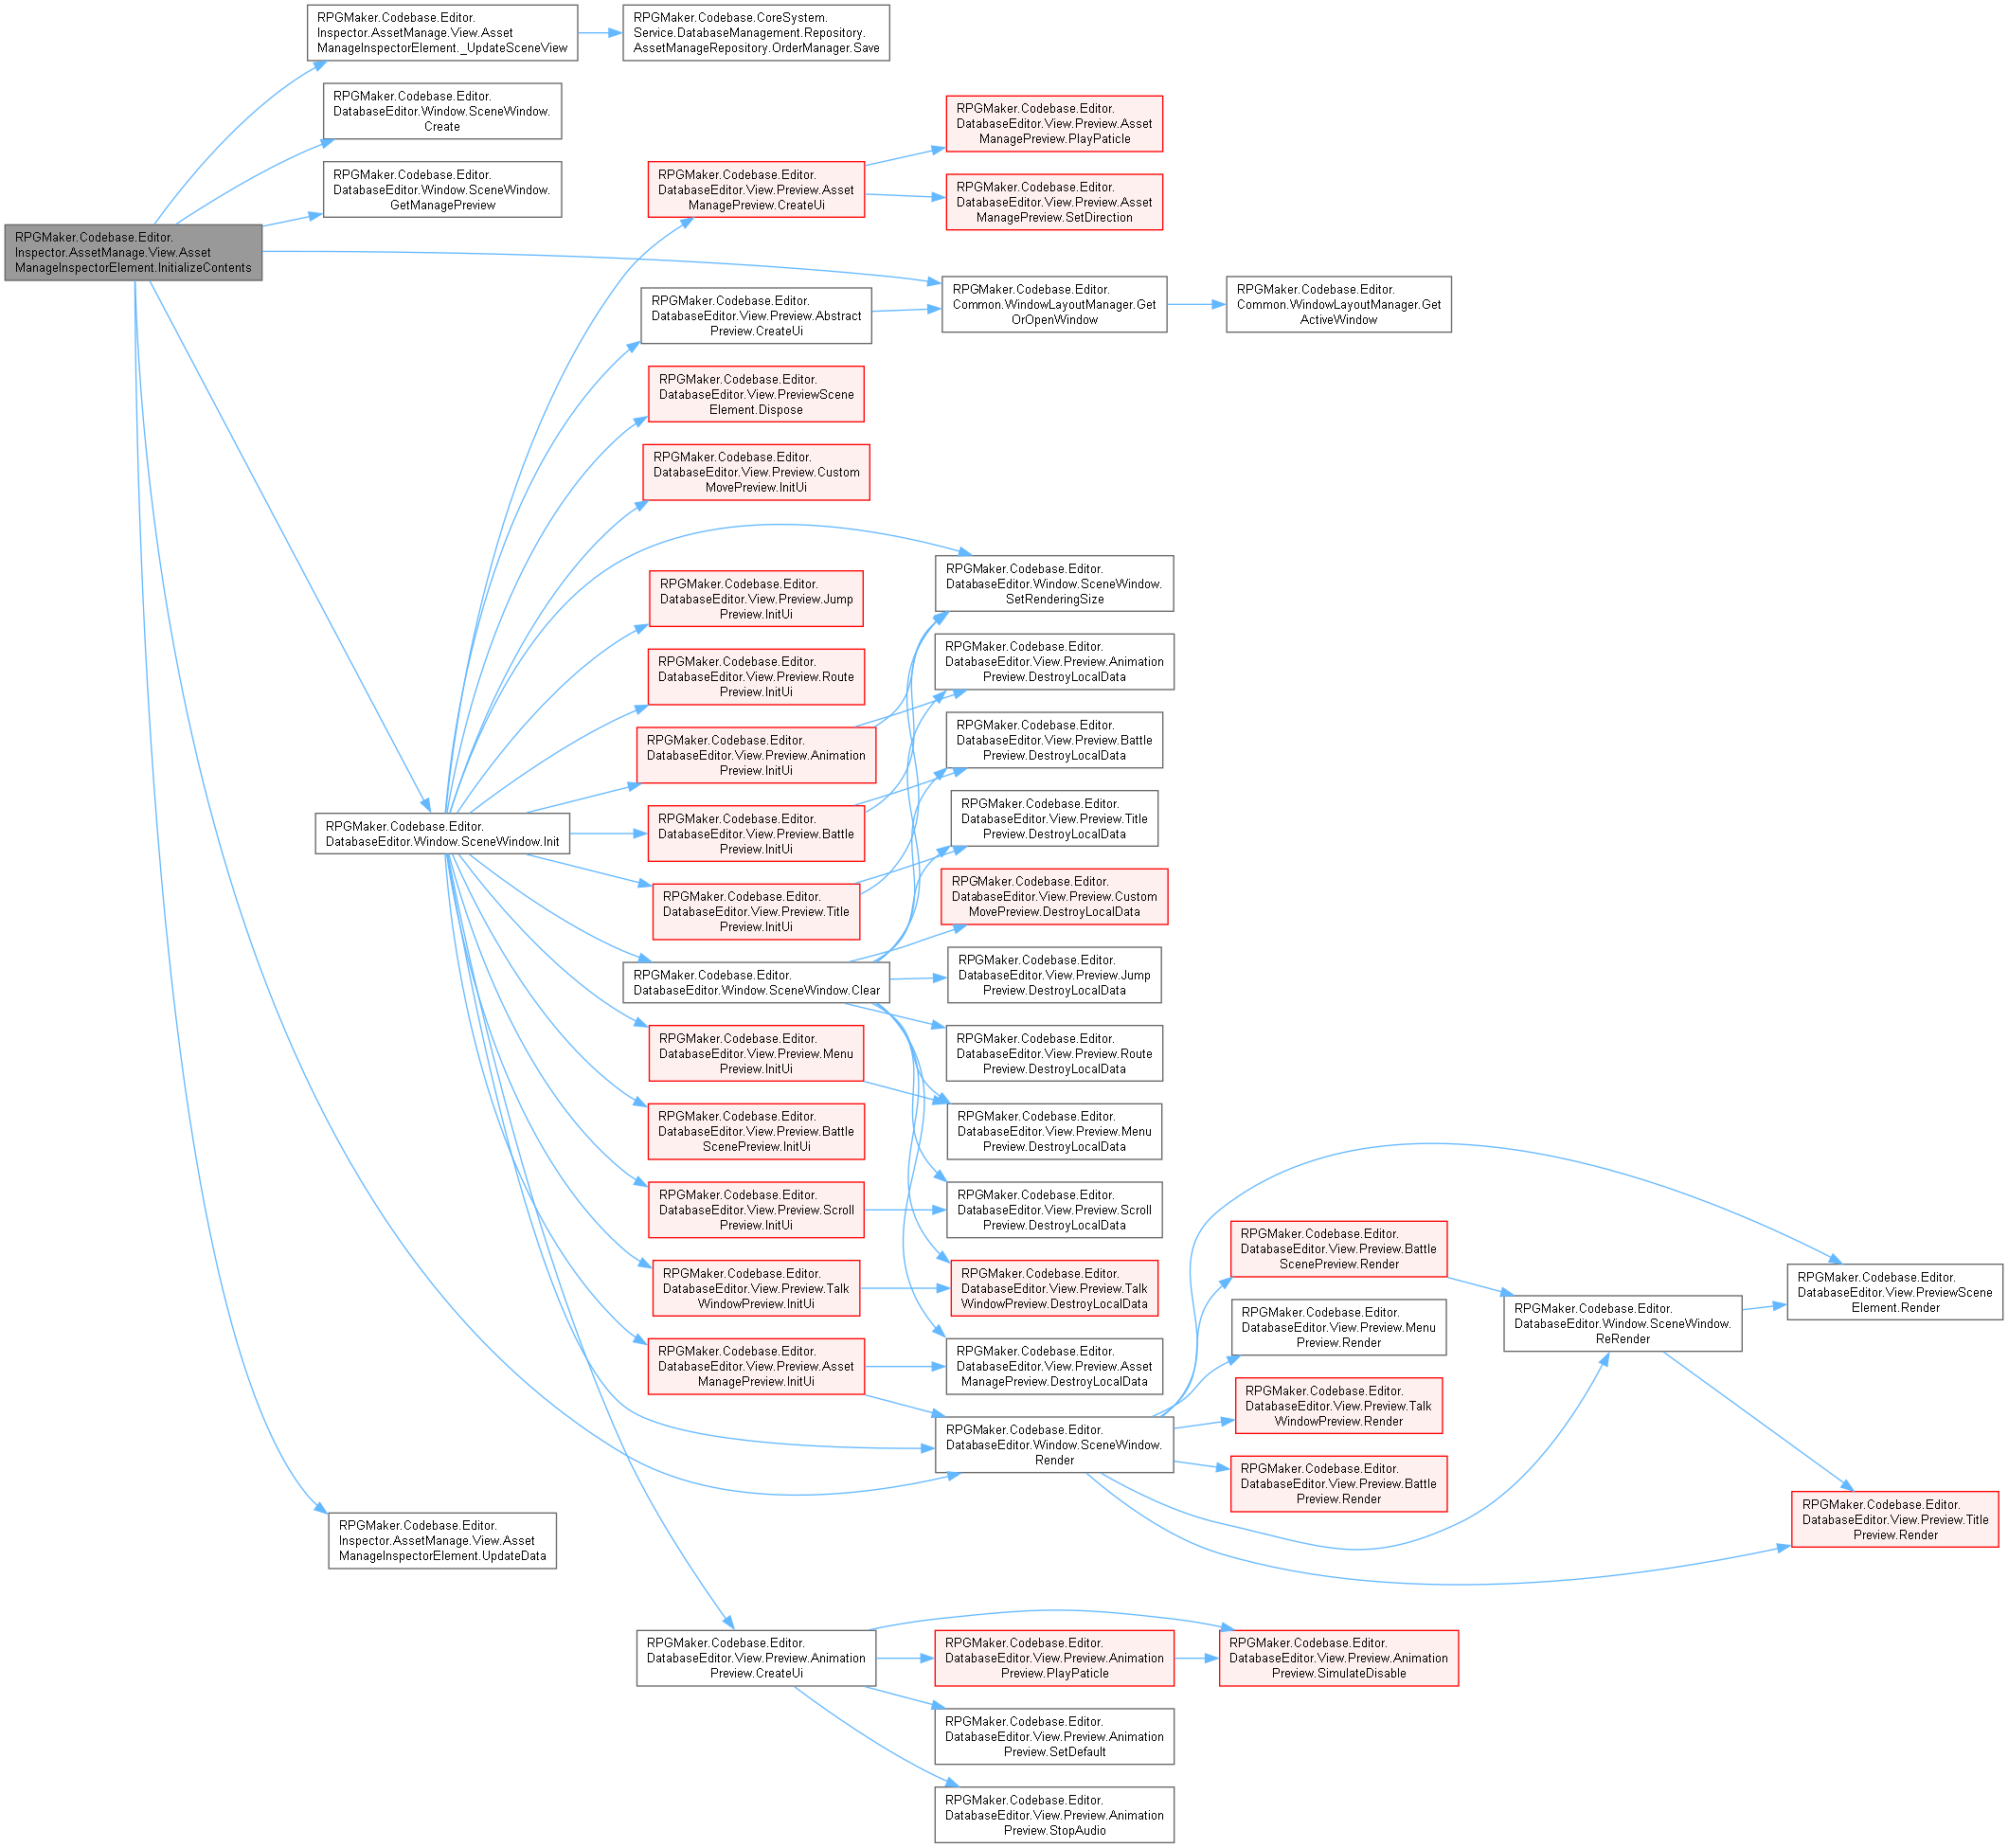 RPGMaker.Codebase.Editor.
Inspector.AssetManage.View.Asset
ManageInspectorElement.InitializeContents
RPGMaker.Codebase.Editor.
Inspector.AssetManage.View.Asset
ManageInspectorElement._UpdateSceneView
RPGMaker.Codebase.CoreSystem.
Service.DatabaseManagement.Repository.
AssetManageRepository.OrderManager.Save
RPGMaker.Codebase.Editor.
DatabaseEditor.Window.SceneWindow.
Create
RPGMaker.Codebase.Editor.
DatabaseEditor.Window.SceneWindow.
GetManagePreview
RPGMaker.Codebase.Editor.
DatabaseEditor.Window.SceneWindow.Init
RPGMaker.Codebase.Editor.
Inspector.AssetManage.View.Asset
ManageInspectorElement.UpdateData
RPGMaker.Codebase.Editor.
DatabaseEditor.View.Preview.Asset
ManagePreview.CreateUi
RPGMaker.Codebase.Editor.
DatabaseEditor.View.Preview.Abstract
Preview.CreateUi
RPGMaker.Codebase.Editor.
DatabaseEditor.View.PreviewScene
Element.Dispose
RPGMaker.Codebase.Editor.
DatabaseEditor.View.Preview.Custom
MovePreview.InitUi
RPGMaker.Codebase.Editor.
DatabaseEditor.View.Preview.Jump
Preview.InitUi
RPGMaker.Codebase.Editor.
DatabaseEditor.View.Preview.Route
Preview.InitUi
RPGMaker.Codebase.Editor.
DatabaseEditor.View.Preview.Animation
Preview.InitUi
RPGMaker.Codebase.Editor.
DatabaseEditor.View.Preview.Battle
Preview.InitUi
RPGMaker.Codebase.Editor.
DatabaseEditor.View.Preview.Title
Preview.InitUi
RPGMaker.Codebase.Editor.
DatabaseEditor.Window.SceneWindow.Clear
RPGMaker.Codebase.Editor.
DatabaseEditor.View.Preview.Menu
Preview.InitUi
RPGMaker.Codebase.Editor.
DatabaseEditor.View.Preview.Battle
ScenePreview.InitUi
RPGMaker.Codebase.Editor.
DatabaseEditor.View.Preview.Scroll
Preview.InitUi
RPGMaker.Codebase.Editor.
DatabaseEditor.View.Preview.Talk
WindowPreview.InitUi
RPGMaker.Codebase.Editor.
DatabaseEditor.View.Preview.Asset
ManagePreview.InitUi
RPGMaker.Codebase.Editor.
DatabaseEditor.View.Preview.Animation
Preview.CreateUi
RPGMaker.Codebase.Editor.
DatabaseEditor.View.Preview.Asset
ManagePreview.PlayPaticle
RPGMaker.Codebase.Editor.
DatabaseEditor.View.Preview.Asset
ManagePreview.SetDirection
RPGMaker.Codebase.Editor.
Common.WindowLayoutManager.Get
OrOpenWindow
RPGMaker.Codebase.Editor.
Common.WindowLayoutManager.Get
ActiveWindow
RPGMaker.Codebase.Editor.
DatabaseEditor.Window.SceneWindow.
SetRenderingSize
RPGMaker.Codebase.Editor.
DatabaseEditor.View.Preview.Animation
Preview.DestroyLocalData
RPGMaker.Codebase.Editor.
DatabaseEditor.View.Preview.Battle
Preview.DestroyLocalData
RPGMaker.Codebase.Editor.
DatabaseEditor.View.Preview.Title
Preview.DestroyLocalData
RPGMaker.Codebase.Editor.
DatabaseEditor.View.Preview.Custom
MovePreview.DestroyLocalData
RPGMaker.Codebase.Editor.
DatabaseEditor.View.Preview.Jump
Preview.DestroyLocalData
RPGMaker.Codebase.Editor.
DatabaseEditor.View.Preview.Route
Preview.DestroyLocalData
RPGMaker.Codebase.Editor.
DatabaseEditor.View.Preview.Menu
Preview.DestroyLocalData
RPGMaker.Codebase.Editor.
DatabaseEditor.View.Preview.Scroll
Preview.DestroyLocalData
RPGMaker.Codebase.Editor.
DatabaseEditor.View.Preview.Talk
WindowPreview.DestroyLocalData
RPGMaker.Codebase.Editor.
DatabaseEditor.View.Preview.Asset
ManagePreview.DestroyLocalData
RPGMaker.Codebase.Editor.
DatabaseEditor.Window.SceneWindow.
Render
RPGMaker.Codebase.Editor.
DatabaseEditor.View.Preview.Battle
ScenePreview.Render
RPGMaker.Codebase.Editor.
DatabaseEditor.View.Preview.Menu
Preview.Render
RPGMaker.Codebase.Editor.
DatabaseEditor.View.Preview.Talk
WindowPreview.Render
RPGMaker.Codebase.Editor.
DatabaseEditor.View.Preview.Battle
Preview.Render
RPGMaker.Codebase.Editor.
DatabaseEditor.Window.SceneWindow.
ReRender
RPGMaker.Codebase.Editor.
DatabaseEditor.View.PreviewScene
Element.Render
RPGMaker.Codebase.Editor.
DatabaseEditor.View.Preview.Title
Preview.Render
RPGMaker.Codebase.Editor.
DatabaseEditor.View.Preview.Animation
Preview.PlayPaticle
RPGMaker.Codebase.Editor.
DatabaseEditor.View.Preview.Animation
Preview.SimulateDisable
RPGMaker.Codebase.Editor.
DatabaseEditor.View.Preview.Animation
Preview.SetDefault
RPGMaker.Codebase.Editor.
DatabaseEditor.View.Preview.Animation
Preview.StopAudio